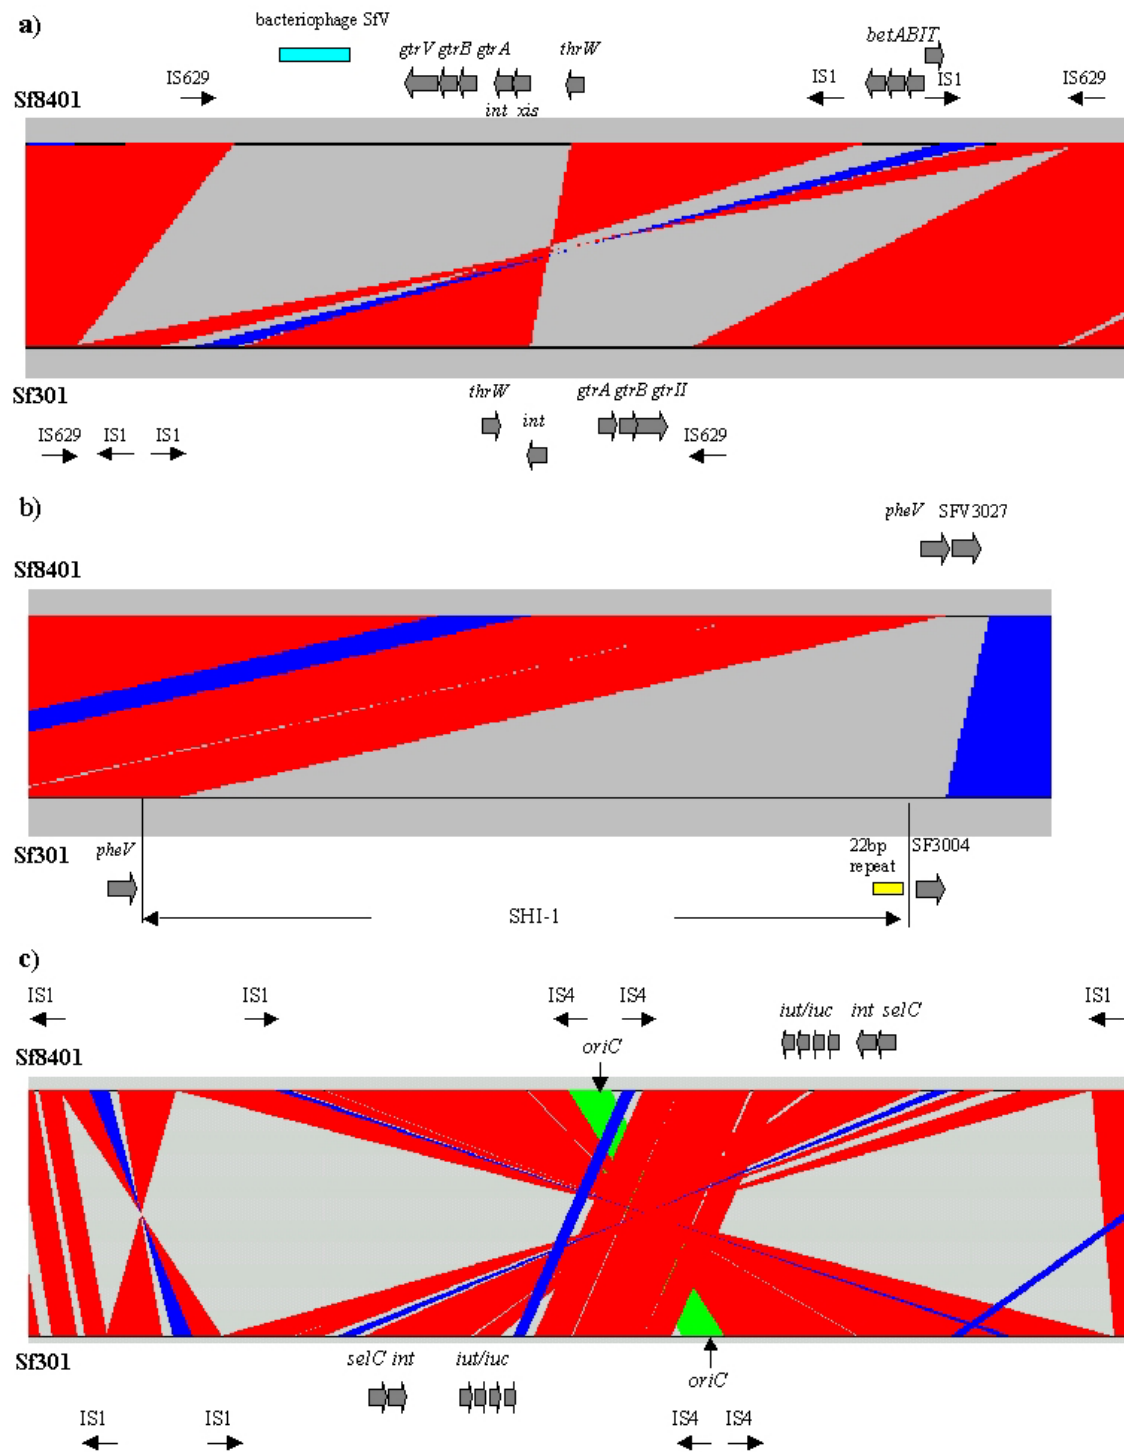 a)
bacteriophage SfV
gtrV gtrB gtrA thrW betABIT
IS629 IS1 IS1 IS629
Sf8401
int xis
Sf301
thrW gtrA gtrB gtrII
int
IS629 IS1 IS1 IS629
b)
pheV SFV3027
Sf8401
Sf301
pheV 22bp SF3004
repeat
SHI-1
c)
IS1 IS1 IS4 IS4 IS1
iut/iuc int selC
Sf8401
oriC
Sf301
selC int iut/iuc
oriC
IS1 IS1 IS4 IS4